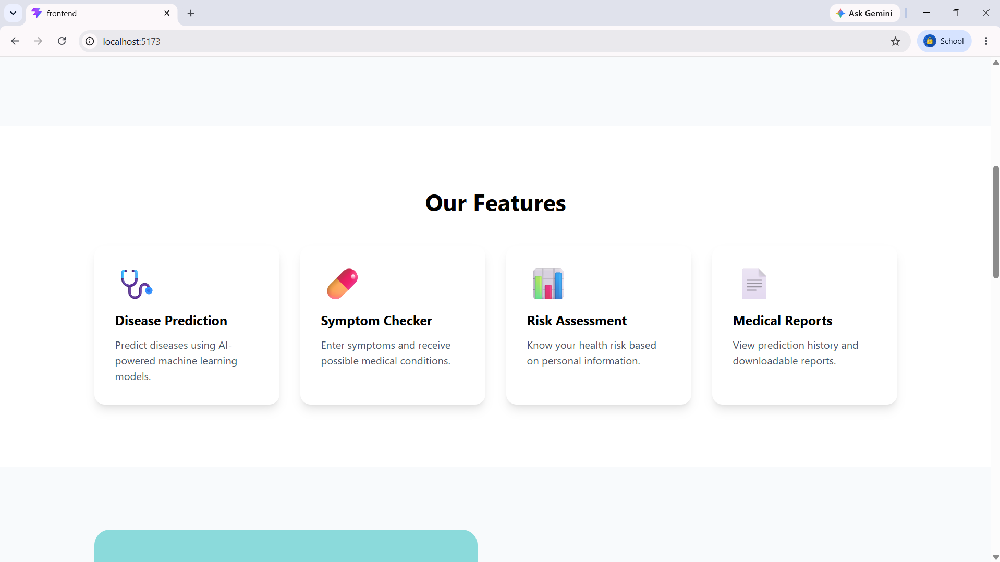 frontend
Ask Gemini
localhost:5173
School
Our Features
Disease Prediction
Predict diseases using AI-
powered machine learning
models.
Symptom Checker
Enter symptoms and receive
possible medical conditions.
Risk Assessment
Know your health risk based
on personal information.
Medical Reports
View prediction history and
downloadable reports.